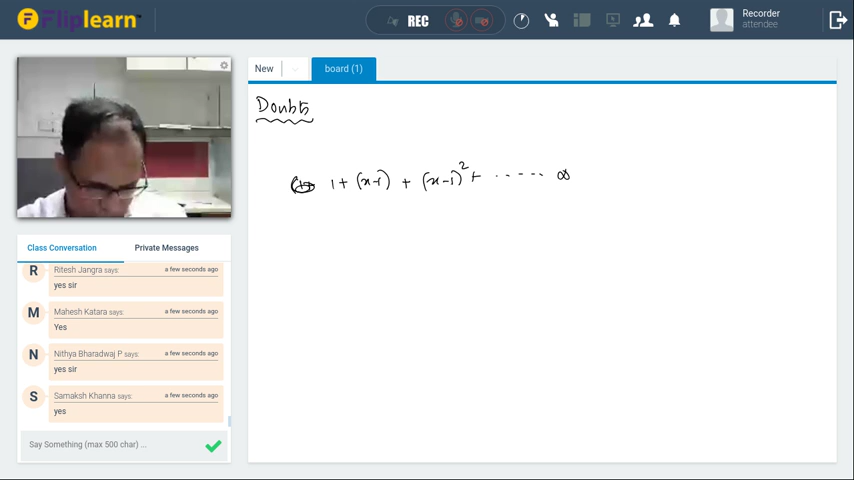 Fliplearn
REC
Recorder
attendee
New
board (1)
Doubts
1 + (x-1) + (x-1)² + ...... ∞
Class Conversation
Private Messages
R
Ritesh Jangra says:
a few seconds ago
yes sir
M
Mahesh Katara says:
a few seconds ago
Yes
N
Nithya Bharadwaj P says:
a few seconds ago
yes sir
S
Samaksh Khanna says:
a few seconds ago
yes
Say Something (max 500 char) ...